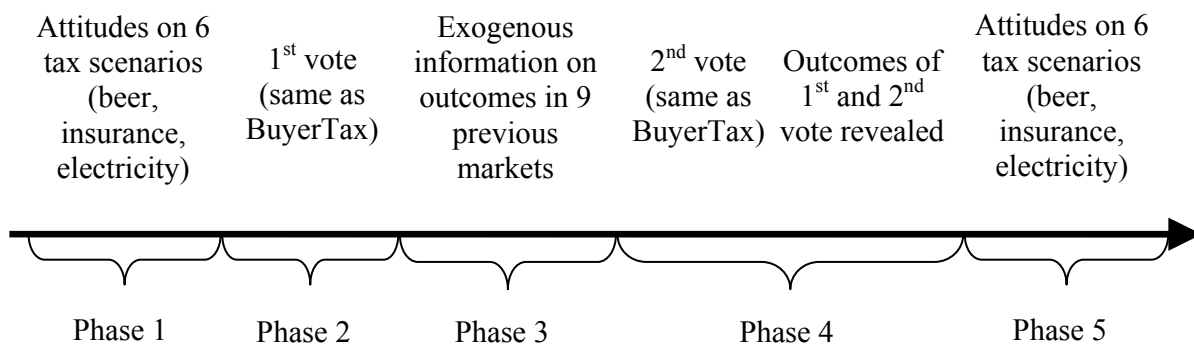 Attitudes on 6
tax scenarios
(beer,
insurance,
electricity)
1st vote
(same as
BuyerTax)
Exogenous
information on
outcomes in 9
previous
markets
2nd vote
(same as
BuyerTax)
Outcomes of
1st and 2nd
vote revealed
Attitudes on 6
tax scenarios
(beer,
insurance,
electricity)
Phase 1
Phase 2
Phase 3
Phase 4
Phase 5